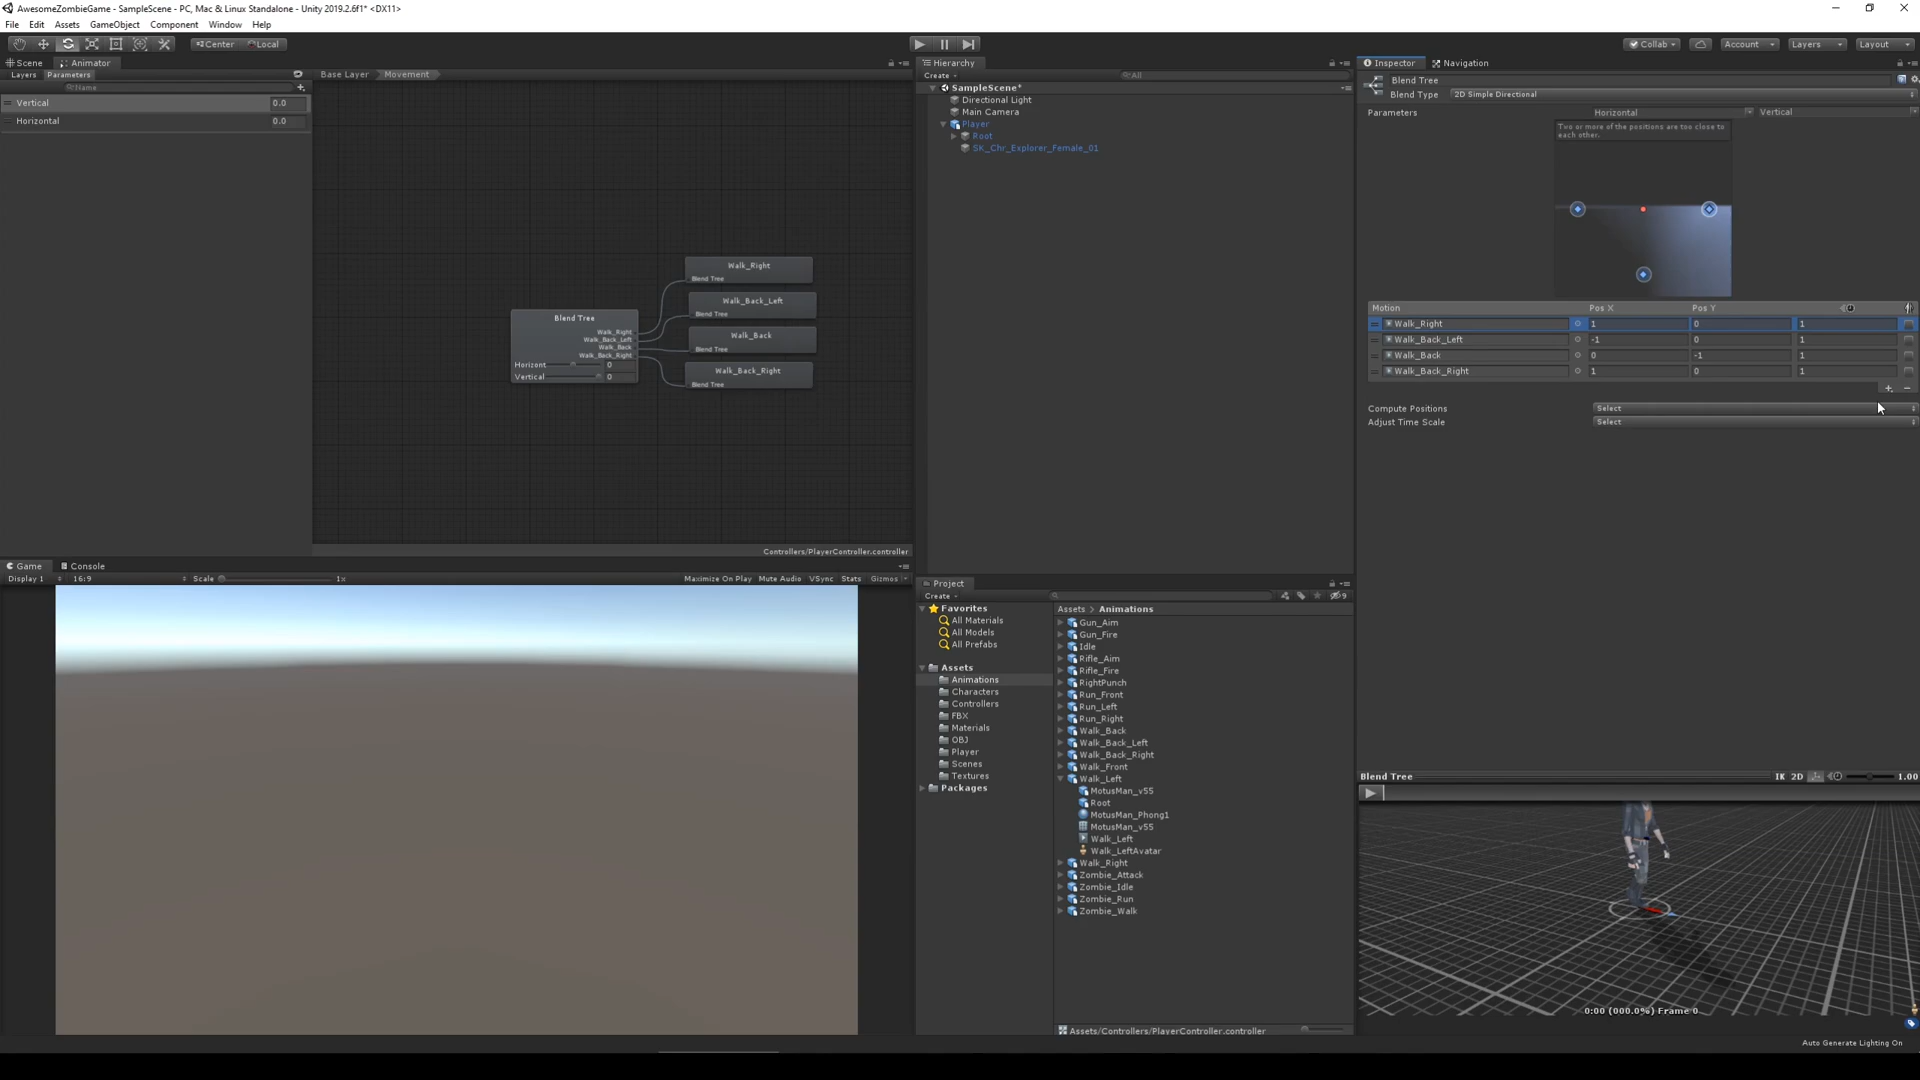 AwesomeZombieGame - SampleScene - PC, Mac & Linux Standalone - Unity 2019.2.6f1* <DX11>
File Edit Assets GameObject Component Window Help
Center Local
Collab Account Layers Layout
Scene Animator
Layers Parameters
Name
Vertical 0.0
Horizontal 0.0
Base Layer Movement
Walk_Right
Blend Tree
Walk_Back_Left
Blend Tree
Walk_Back
Blend Tree
Walk_Back_Right
Blend Tree
Blend Tree
Walk_Right
Walk_Back_Left
Walk_Back
Walk_Back_Right
Horizont 0
Vertical 0
Controllers/PlayerController.controller
Hierarchy
Create All
SampleScene*
Directional Light
Main Camera
Player
Root
SK_Chr_Explorer_Female_01
Inspector Navigation
Blend Tree
Blend Type 2D Simple Directional
Parameters Horizontal Vertical
Two or more of the positions are too close to
each other.
Motion Pos X Pos Y
Walk_Right 1 0 1
Walk_Back_Left -1 0 1
Walk_Back 0 -1 1
Walk_Back_Right 1 0 1
Compute Positions Select
Adjust Time Scale Select
Game Console
Display 1 16:9 Scale 1x Maximize On Play Mute Audio VSync Stats Gizmos
Project
Create
9
Favorites
All Materials
All Models
All Prefabs
Assets
Animations
Characters
Controllers
FBX
Materials
OBJ
Player
Scenes
Textures
Packages
Assets > Animations
Gun_Aim
Gun_Fire
Idle
Rifle_Aim
Rifle_Fire
RightPunch
Run_Front
Run_Left
Run_Right
Walk_Back
Walk_Back_Left
Walk_Back_Right
Walk_Front
Walk_Left
MotusMan_v55
Root
MotusMan_Phong1
MotusMan_v55
Walk_Left
Walk_LeftAvatar
Walk_Right
Zombie_Attack
Zombie_Idle
Zombie_Run
Zombie_Walk
Assets/Controllers/PlayerController.controller
Blend Tree IK 2D 1.00
0:00 (000.0%) Frame 0
Auto Generate Lighting On